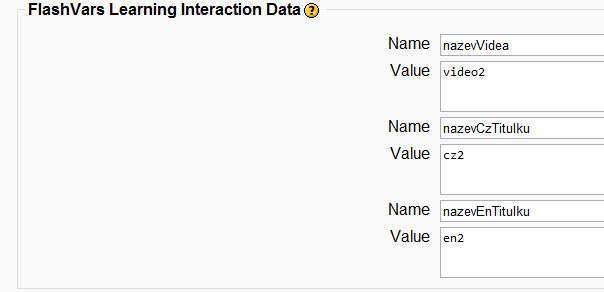 FlashVars Learning Interaction Data
Name nazevVidea
Value video2
Name nazevCzTitulku
Value cz2
Name nazevEnTitulku
Value en2